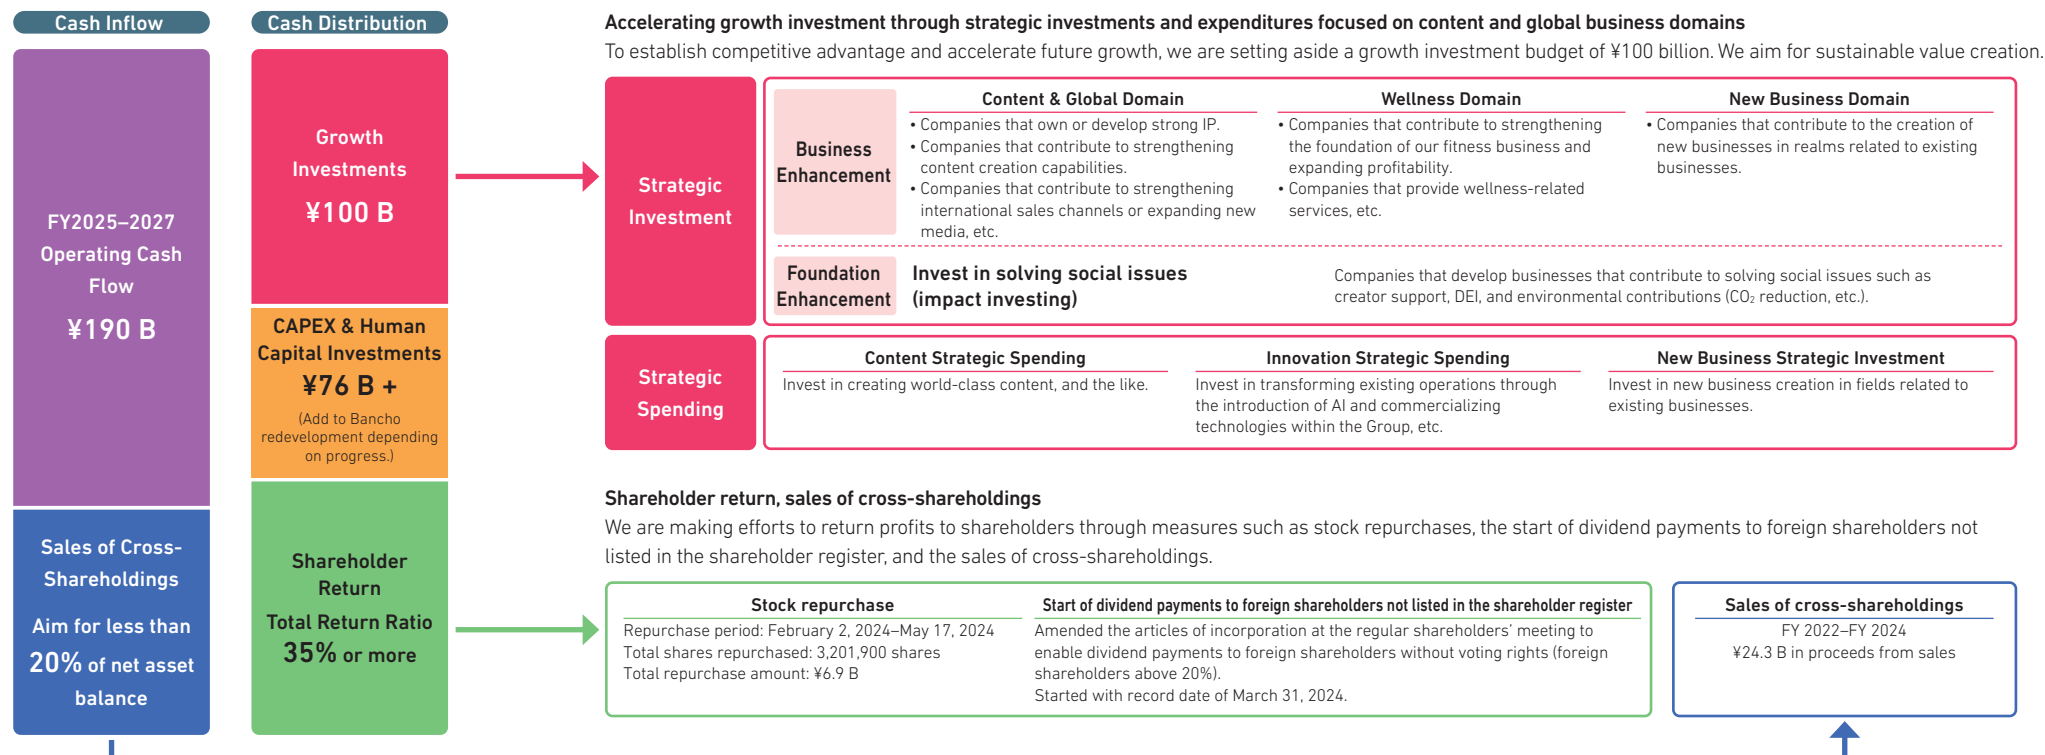 Cash Inflow
FY2025–2027
Operating Cash
Flow
¥190 B
Sales of Cross-
Shareholdings
Aim for less than
20% of net asset
balance
Cash Distribution
Growth
Investments
¥100 B
CAPEX & Human
Capital Investments
¥76 B +
(Add to Bancho
redevelopment depending
on progress.)
Shareholder
Return
Total Return Ratio
35% or more
Accelerating growth investment through strategic investments and expenditures focused on content and global business domains
To establish competitive advantage and accelerate future growth, we are setting aside a growth investment budget of ¥100 billion. We aim for sustainable value creation.
Strategic
Investment
Business
Enhancement
Content & Global Domain
• Companies that own or develop strong IP.
• Companies that contribute to strengthening
content creation capabilities.
• Companies that contribute to strengthening
international sales channels or expanding new
media, etc.
Wellness Domain
• Companies that contribute to strengthening
the foundation of our fitness business and
expanding profitability.
• Companies that provide wellness-related
services, etc.
New Business Domain
• Companies that contribute to the creation of
new businesses in realms related to existing
businesses.
Foundation
Enhancement
Invest in solving social issues
(impact investing)
Companies that develop businesses that contribute to solving social issues such as
creator support, DEI, and environmental contributions (CO₂ reduction, etc.).
Strategic
Spending
Content Strategic Spending
Invest in creating world-class content, and the like.
Innovation Strategic Spending
Invest in transforming existing operations through
the introduction of AI and commercializing
technologies within the Group, etc.
New Business Strategic Investment
Invest in new business creation in fields related to
existing businesses.
Shareholder return, sales of cross-shareholdings
We are making efforts to return profits to shareholders through measures such as stock repurchases, the start of dividend payments to foreign shareholders not
listed in the shareholder register, and the sales of cross-shareholdings.
Stock repurchase
Repurchase period: February 2, 2024–May 17, 2024
Total shares repurchased: 3,201,900 shares
Total repurchase amount: ¥6.9 B
Start of dividend payments to foreign shareholders not listed in the shareholder register
Amended the articles of incorporation at the regular shareholders' meeting to
enable dividend payments to foreign shareholders without voting rights (foreign
shareholders above 20%).
Started with record date of March 31, 2024.
Sales of cross-shareholdings
FY 2022–FY 2024
¥24.3 B in proceeds from sales